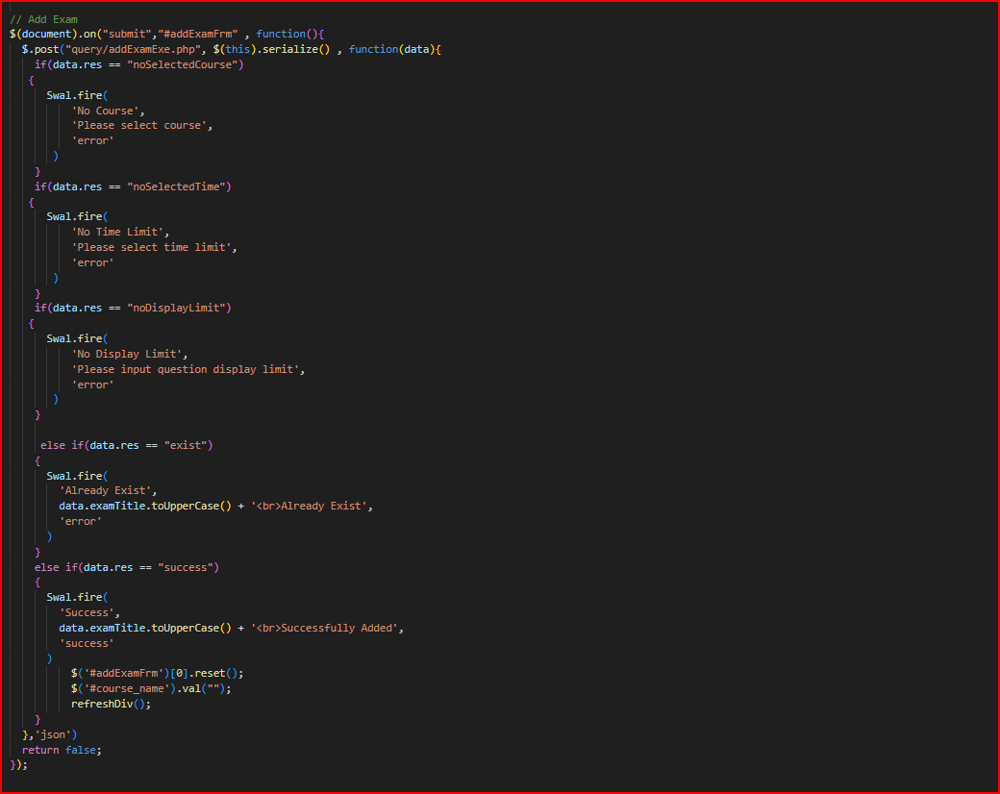 // Add Exam
$(document).on("submit","#addExamFrm" , function(){
  $.post("query/addExamExe.php", $(this).serialize() , function(data){
    if(data.res == "noSelectedCourse")
   {
      Swal.fire(
          'No Course',
          'Please select course',
          'error'
       )
    }
    if(data.res == "noSelectedTime")
   {
      Swal.fire(
          'No Time Limit',
          'Please select time limit',
          'error'
       )
    }
    if(data.res == "noDisplayLimit")
   {
      Swal.fire(
          'No Display Limit',
          'Please input question display limit',
          'error'
       )
    }
     else if(data.res == "exist")
    {
      Swal.fire(
        'Already Exist',
        data.examTitle.toUpperCase() + '<br>Already Exist',
        'error'
      )
    }
    else if(data.res == "success")
    {
      Swal.fire(
        'Success',
        data.examTitle.toUpperCase() + '<br>Successfully Added',
        'success'
      )
          $('#addExamFrm')[0].reset();
          $('#course_name').val("");
          refreshDiv();
    }
  },'json')
  return false;
});